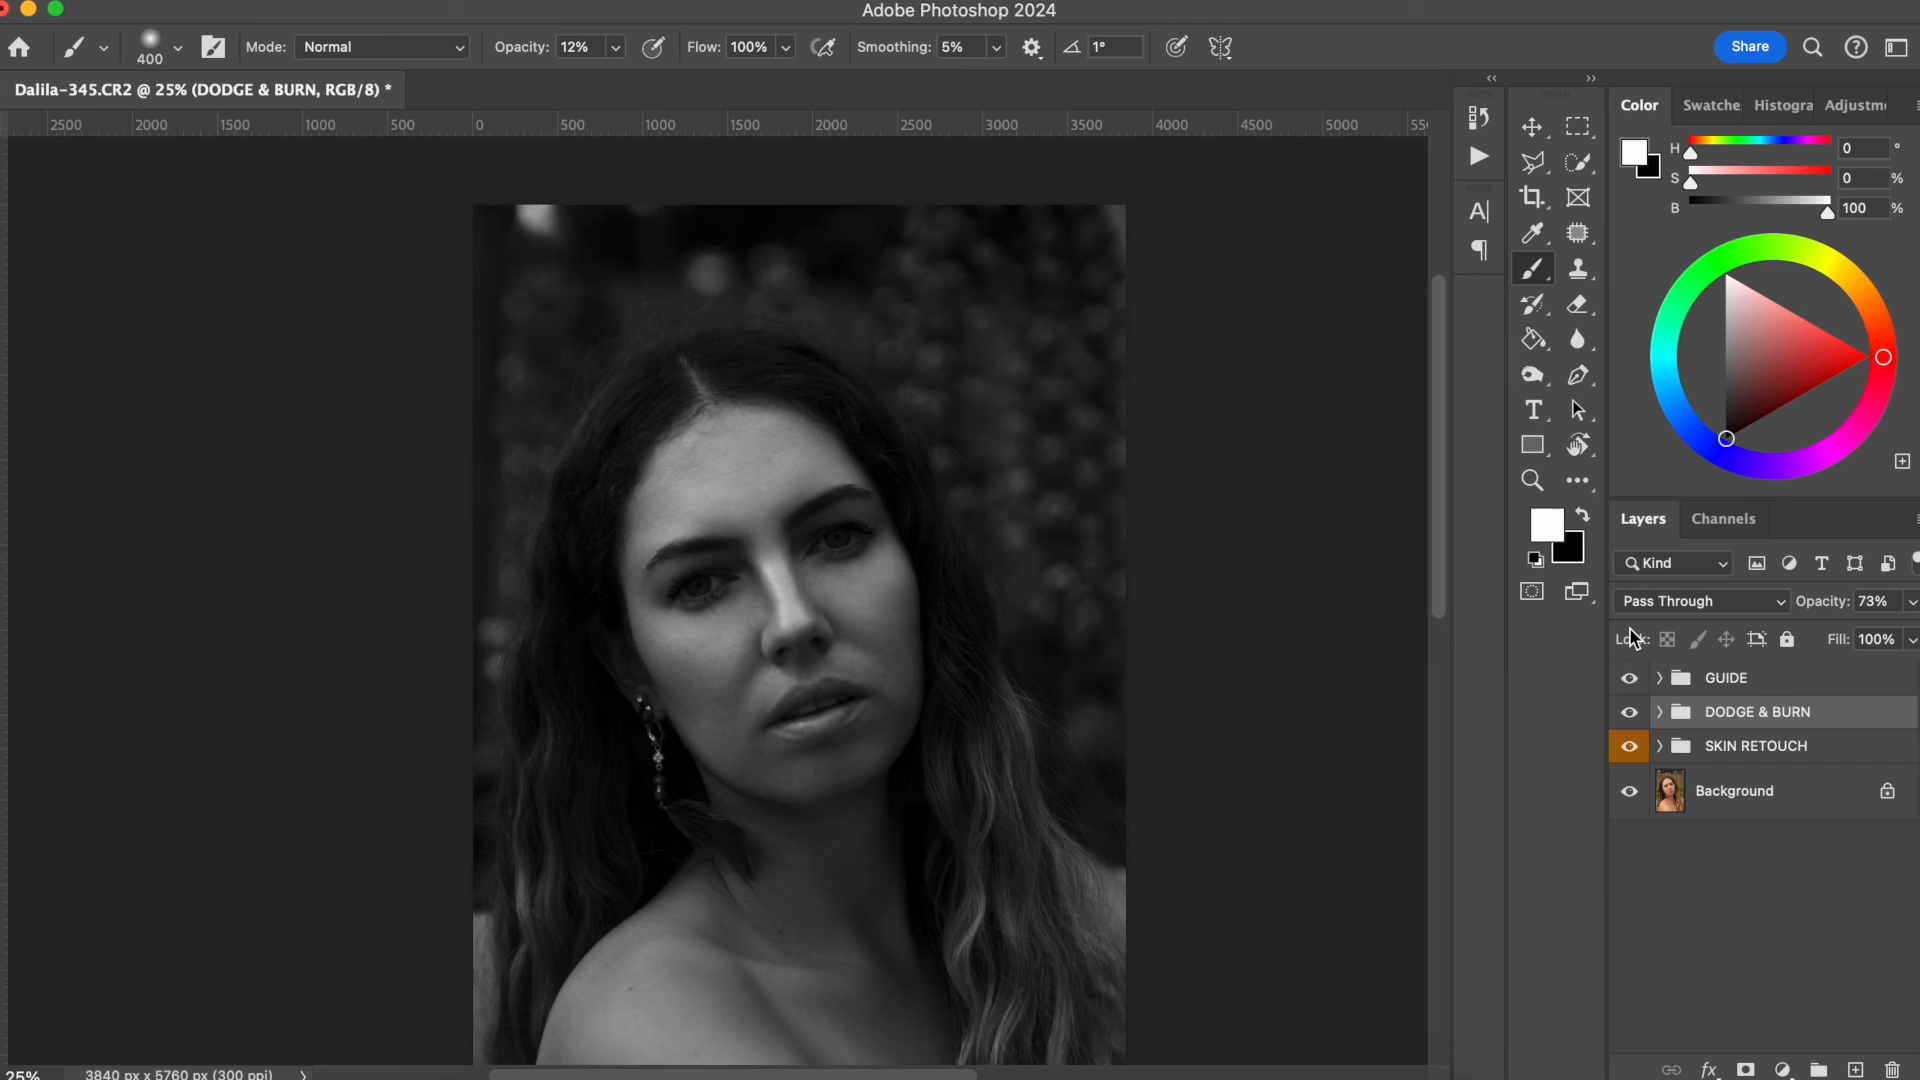 Adobe Photoshop 2024
400
Mode: Normal
Opacity: 12%
Flow: 100%
Smoothing: 5%
1°
Share
Dalila-345.CR2 @ 25% (DODGE & BURN, RGB/8) *
2500 2000 1500 1000 500 0 500 1000 1500 2000 2500 3000 3500 4000 4500 5000
Color Swatche Histogra Adjustm
H 0 °
S 0 %
B 100 %
Layers Channels
Kind
Pass Through Opacity: 73%
Fill: 100%
GUIDE
DODGE & BURN
SKIN RETOUCH
Background
25% 3840 px x 5760 px (300 ppi)